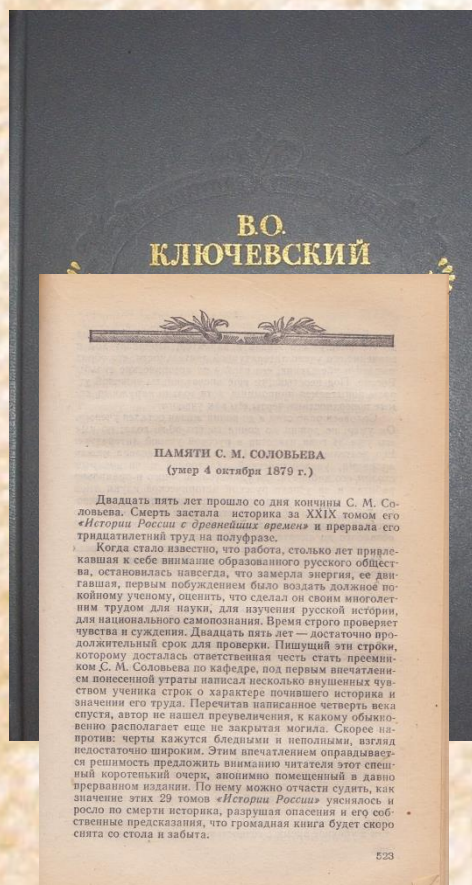 В.О.
КЛЮЧЕВСКИЙ
ПАМЯТИ С. М. СОЛОВЬЕВА
(умер 4 октября 1879 г.)
Двадцать пять лет прошло со дня кончины С. М. Со-
ловьева. Смерть застала историка за XXIX томом его
«Истории России с древнейших времен» и прервала его
тридцатилетний труд на полуфразе.
Когда стало известно, что работа, столько лет привле-
кавшая к себе внимание образованного русского общест-
ва, остановилась навсегда, что замерла энергия, ее дви-
гавшая, первым побуждением было воздать должное по-
койному ученому, оценить, что сделал он своим многолет-
ним трудом для науки, для изучения русской истории,
для национального самопознания. Время строго проверяет
чувства и суждения. Двадцать пять лет — достаточно про-
должительный срок для проверки. Пишущий эти строки,
которому досталась ответственная честь стать преемни-
ком С. М. Соловьева по кафедре, под первым впечатлени-
ем понесенной утраты написал несколько внушенных чув-
ством ученика строк о характере почившего историка и
значении его труда. Перечитав написанное четверть века
спустя, автор не нашел преувеличения, к какому обыкно-
венно располагает еще не закрытая могила. Скорее на-
против: черты кажутся бледными и неполными, взгляд
недостаточно широким. Этим впечатлением оправдывает-
ся решимость предложить вниманию читателя этот спеш-
ный коротенький очерк, анонимно помещенный в давно
прерванном издании. По нему можно отчасти судить, как
значение этих 29 томов «Истории России» уяснялось и
росло по смерти историка, разрушая опасения и его соб-
ственные предсказания, что громадная книга будет скоро
снята со стола и забыта.
523